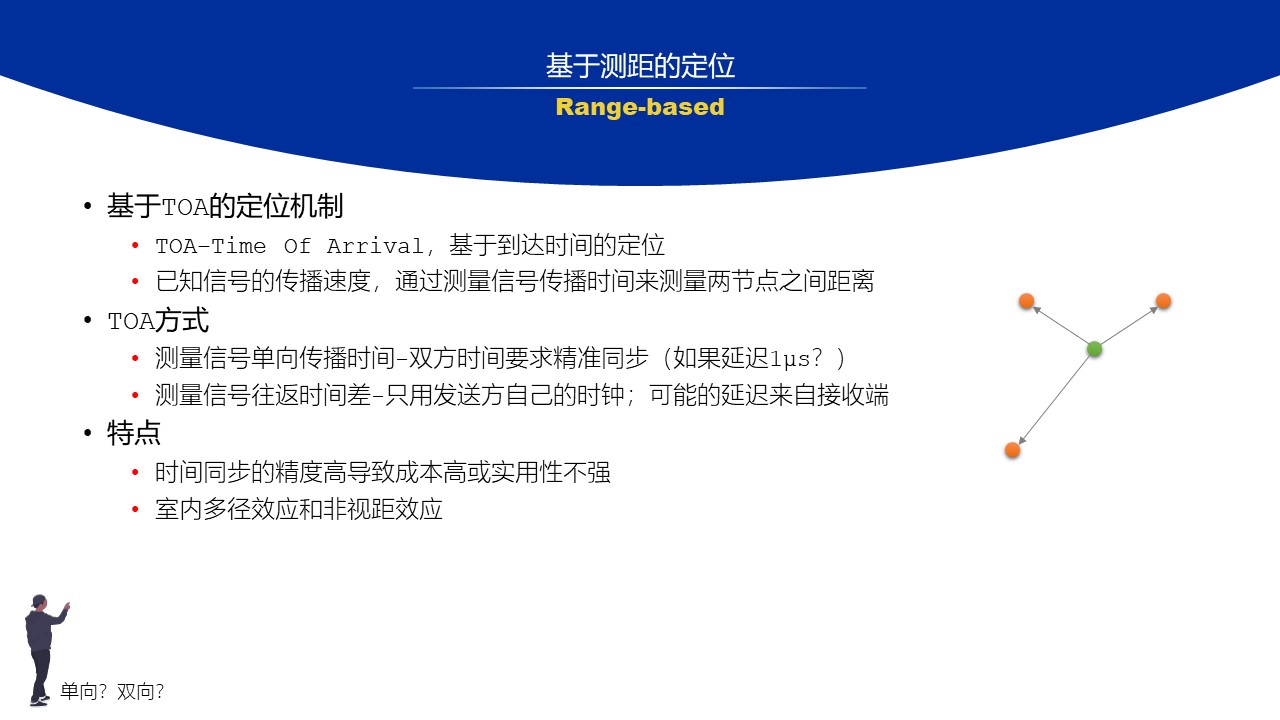 基于测距的定位
Range-based
• 基于TOA的定位机制
• TOA-Time Of Arrival，基于到达时间的定位
• 已知信号的传播速度，通过测量信号传播时间来测量两节点之间距离
• TOA方式
• 测量信号单向传播时间-双方时间要求精准同步（如果延迟1μs？）
• 测量信号往返时间差-只用发送方自己的时钟；可能的延迟来自接收端
• 特点
• 时间同步的精度高导致成本高或实用性不强
• 室内多径效应和非视距效应
单向？双向？